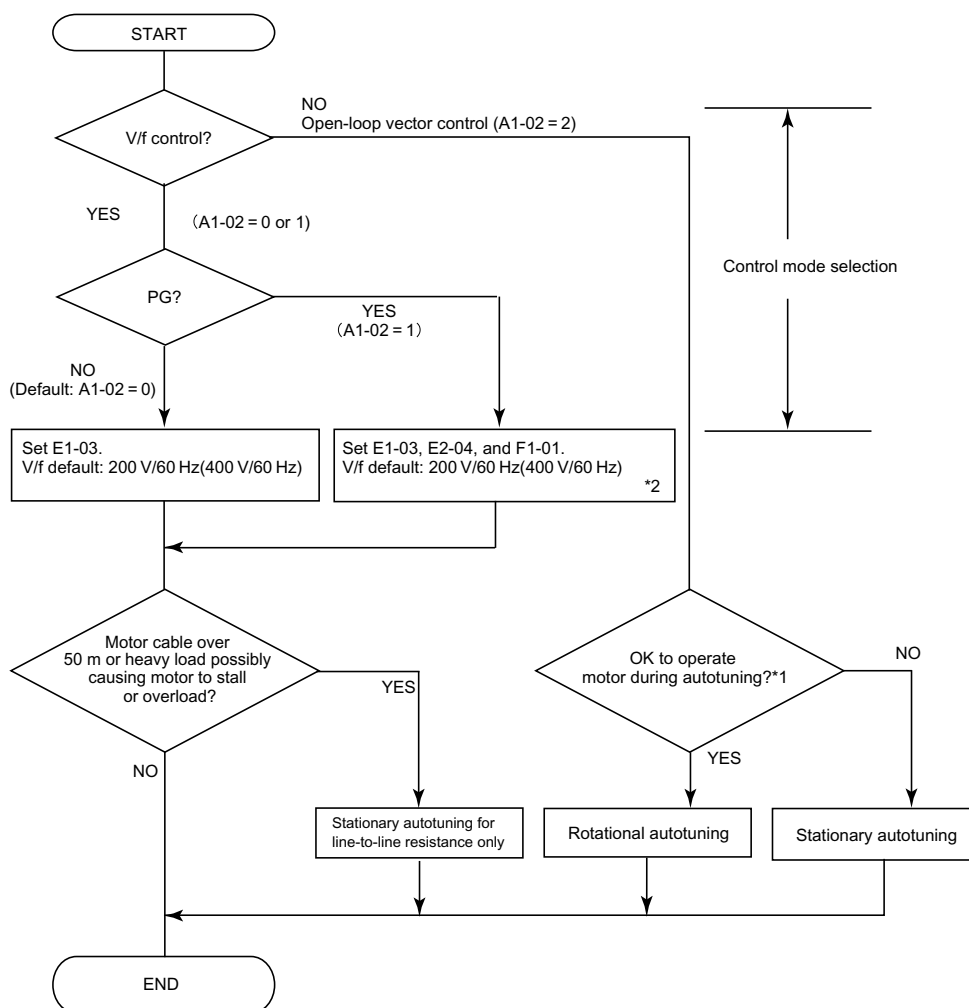 START
V/f control?
NO
Open-loop vector control (A1-02 = 2)
YES
(A1-02 = 0 or 1)
Control mode selection
PG?
YES
(A1-02 = 1)
NO
(Default: A1-02 = 0)
Set E1-03.
V/f default: 200 V/60 Hz(400 V/60 Hz)
Set E1-03, E2-04, and F1-01.
V/f default: 200 V/60 Hz(400 V/60 Hz)
*2
Motor cable over
50 m or heavy load possibly
causing motor to stall
or overload?
YES
NO
OK to operate
motor during autotuning?*1
NO
YES
Stationary autotuning for
line-to-line resistance only
Rotational autotuning
Stationary autotuning
END